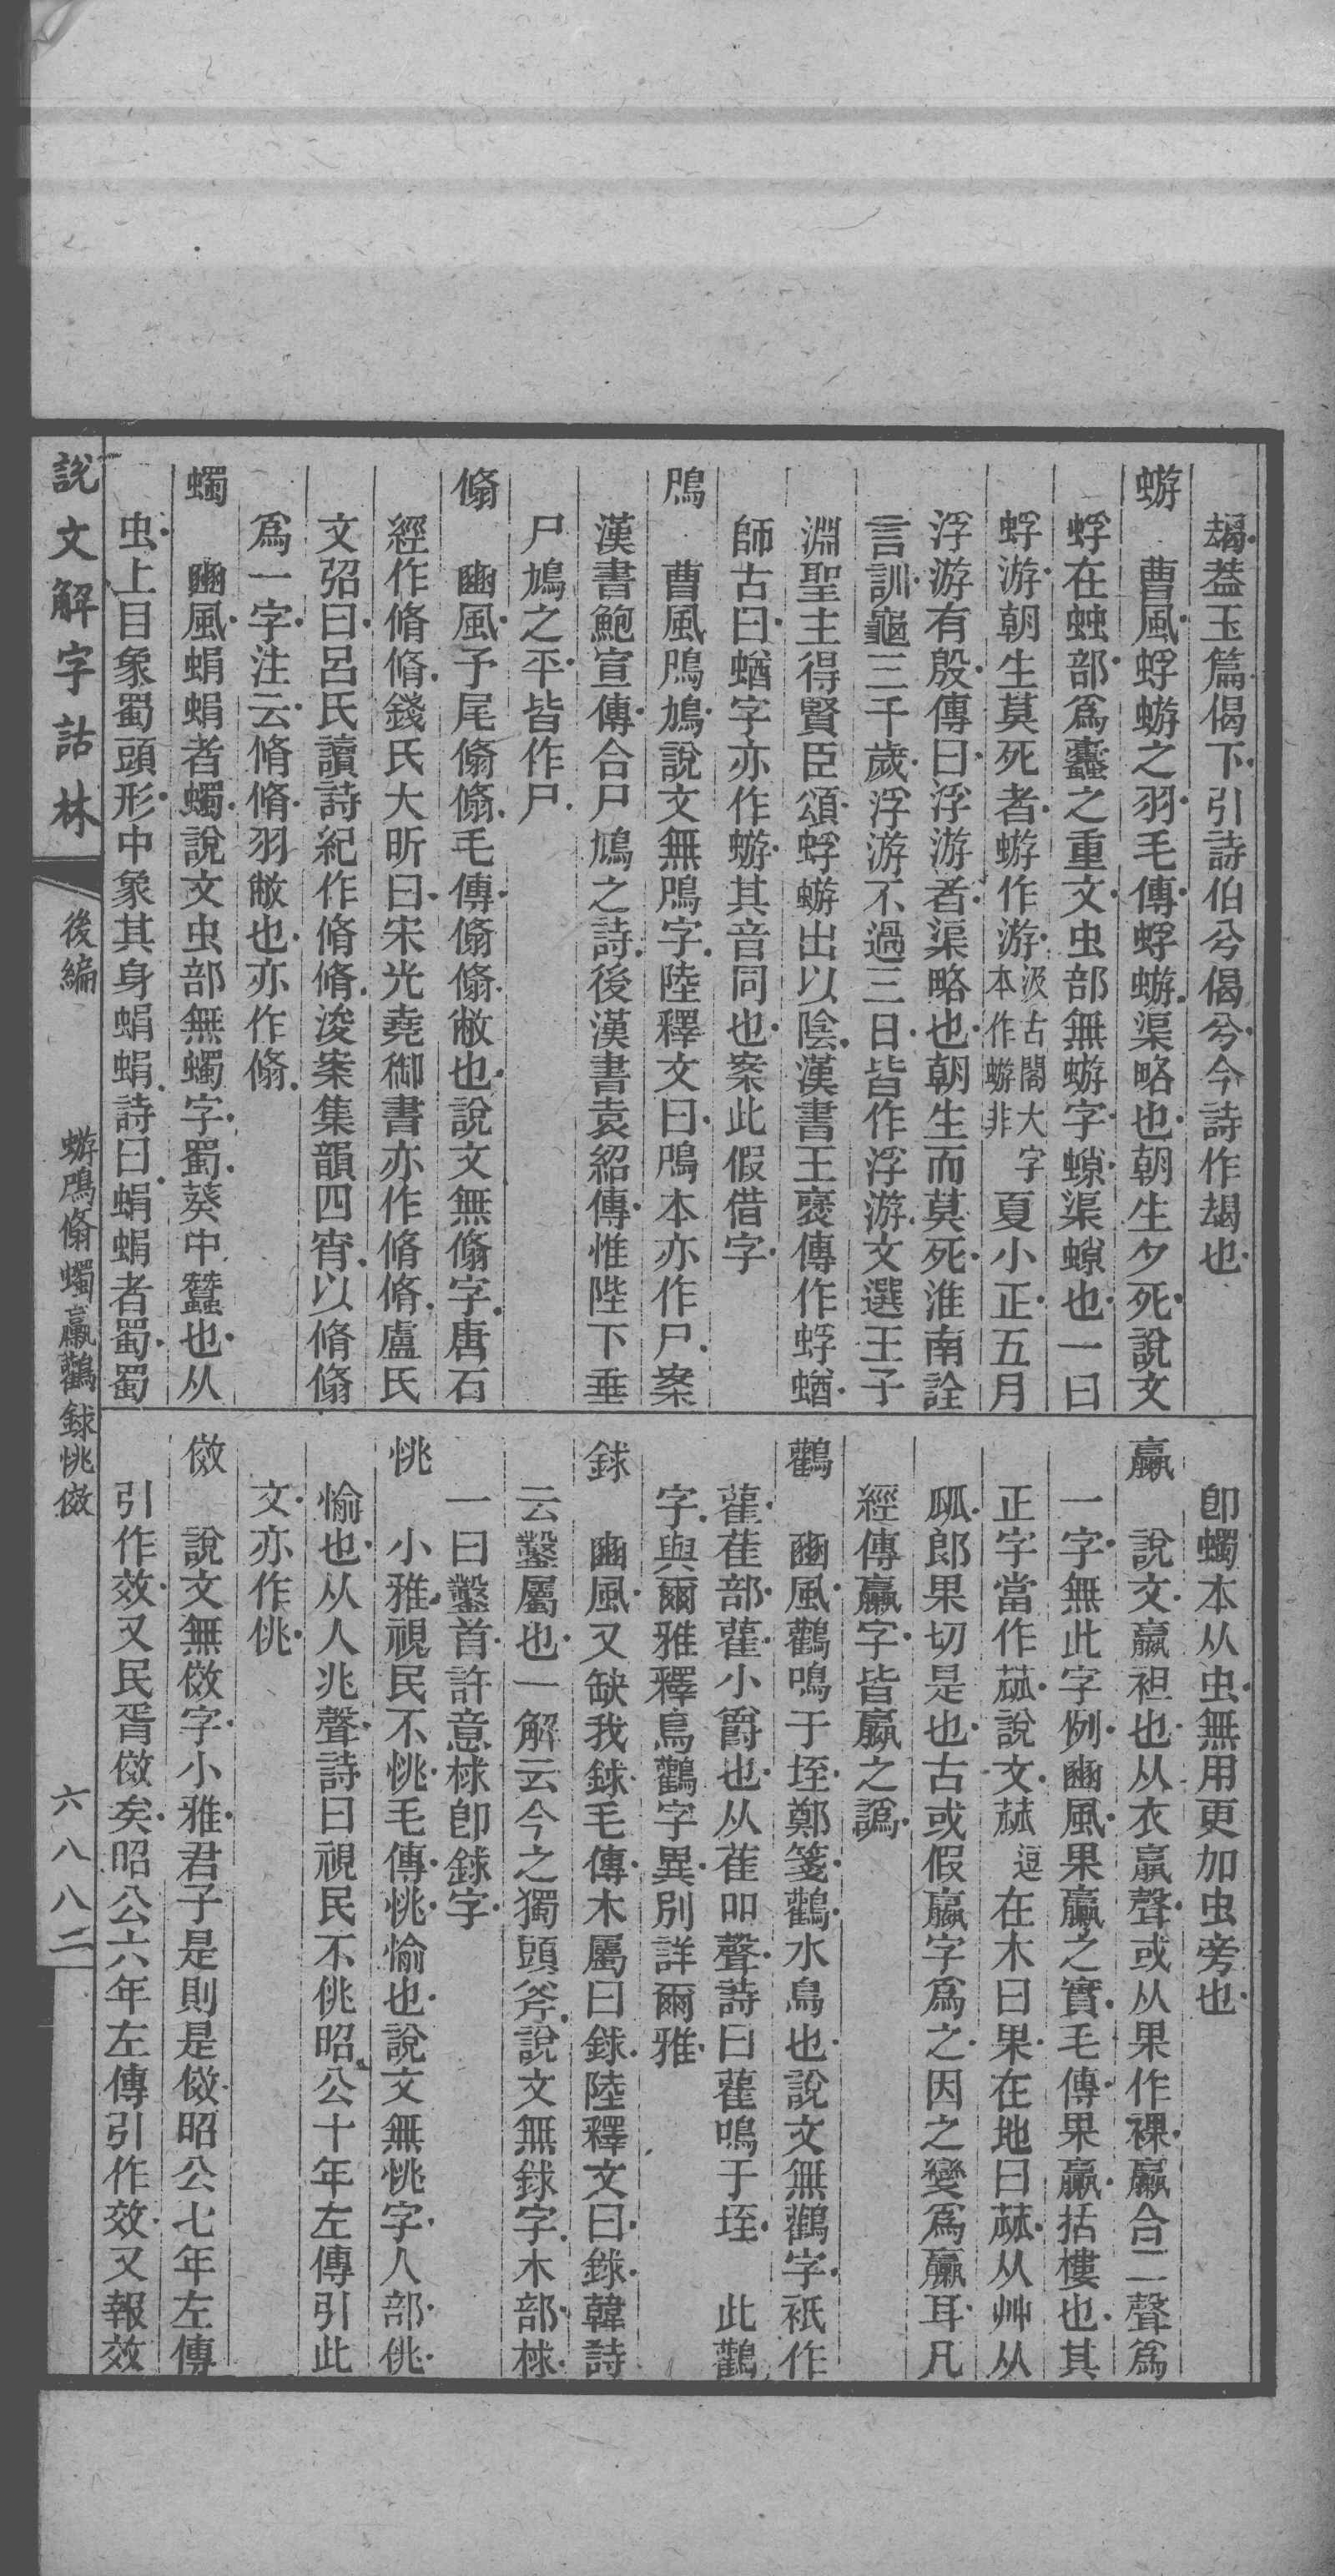 朅蓋玉篇偈下引詩伯兮偈兮今詩作朅也
蝣　曹風蜉蝣之羽毛傳蜉蝣渠略也朝生夕死說文
蜉在䖵部爲蠹之重文虫部無蝣字螂渠螂也一曰
蜉游朝生莫死者蝣作游汲古閣大字本作蝣非夏小正五月
浮游有殷傳曰浮游者渠略也朝生而莫死淮南詮
言訓龜三千歲浮游不過三日皆作浮游文選王子
淵聖主得賢臣頌蜉蝣出以陰漢書王襃傳作蜉蝤
師古曰蝤字亦作蝣其音同也案此假借字
鳲　曹風鳲鳩說文無鳲字陸釋文曰鳲本亦作尸案
漢書鮑宣傳合尸鳩之詩後漢書袁紹傳惟陛下垂
尸鳩之平皆作尸
翛　豳風予尾翛翛毛傳翛翛敝也說文無翛字唐石
經作脩脩錢氏大昕曰宋光堯御書亦作脩脩盧氏
文弨曰呂氏讀詩紀作脩脩浚案集韻四宵以脩翛
爲一字注云脩脩羽敝也亦作翛
蠋　豳風蜎蜎者蠋說文虫部無蠋字蜀葵中蠶也从
虫上目象蜀頭形中象其身蜎蜎詩曰蜎蜎者蜀蜀
卽蠋本从虫無用更加虫旁也
臝　說文臝袒也从衣𦝠聲或从果作裸臝合二聲爲
一字無此字例豳風果臝之實毛傳果臝括樓也其
正字當作蓏說文蓏逗在木曰果在地曰蓏从艸从
㼌郎果切是也古或假臝字爲之因之變爲臝耳凡
經傳臝字皆臝之譌
鸛　豳風鸛鳴于垤鄭箋鸛水鳥也說文無鸛字祇作
雚萑部雚小爵也从萑吅聲詩曰雚鳴于垤　此鸛
字與爾雅釋鳥鸛字異別詳爾雅
銶　豳風又缺我銶毛傳木屬曰銶陸釋文曰銶韓詩
云鑿屬也一解云今之獨頭斧說文無銶字木部梂
一曰鑿首許意梂卽銶字
恌　小雅視民不恌毛傳恌愉也說文無恌字人部佻
愉也从人兆聲詩曰視民不佻昭公十年左傳引此
文亦作佻
傚　說文無傚字小雅君子是則是傚昭公七年左傳
引作效又民胥傚矣昭公六年左傳引作效又報效
說文解字詁林　後編　蝣鳲翛蠋臝鸛銶恌傚　六八八二